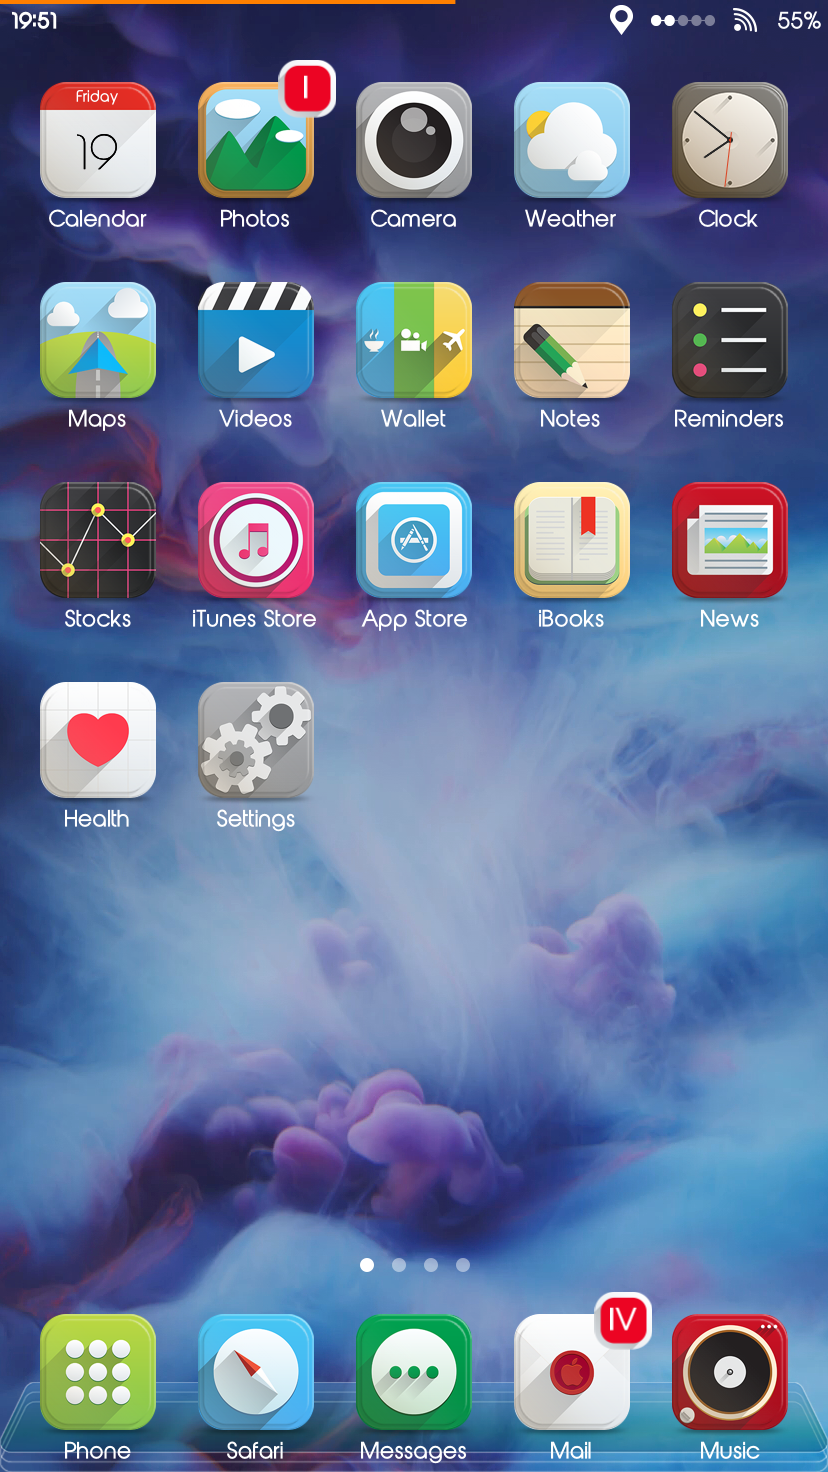 19:51 55%
Friday
19
I
Calendar Photos Camera Weather Clock
Maps Videos Wallet Notes Reminders
Stocks iTunes Store App Store iBooks News
Health Settings
IV
Phone Safari Messages Mail Music